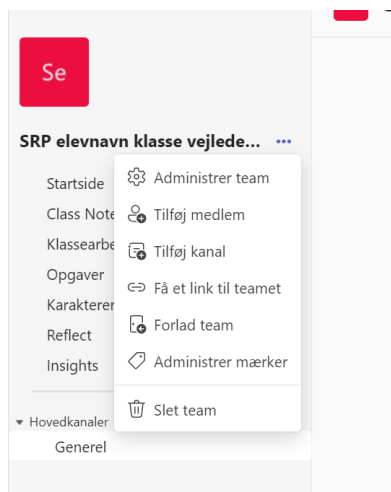 Se
SRP elevnavn klasse vejlede... ...
Startside
Class Note
Klassearbe
Opgaver
Karakterer
Reflect
Insights
Hovedkanaler
Generel
Administrer team
Tilføj medlem
Tilføj kanal
Få et link til teamet
Forlad team
Administrer mærker
Slet team